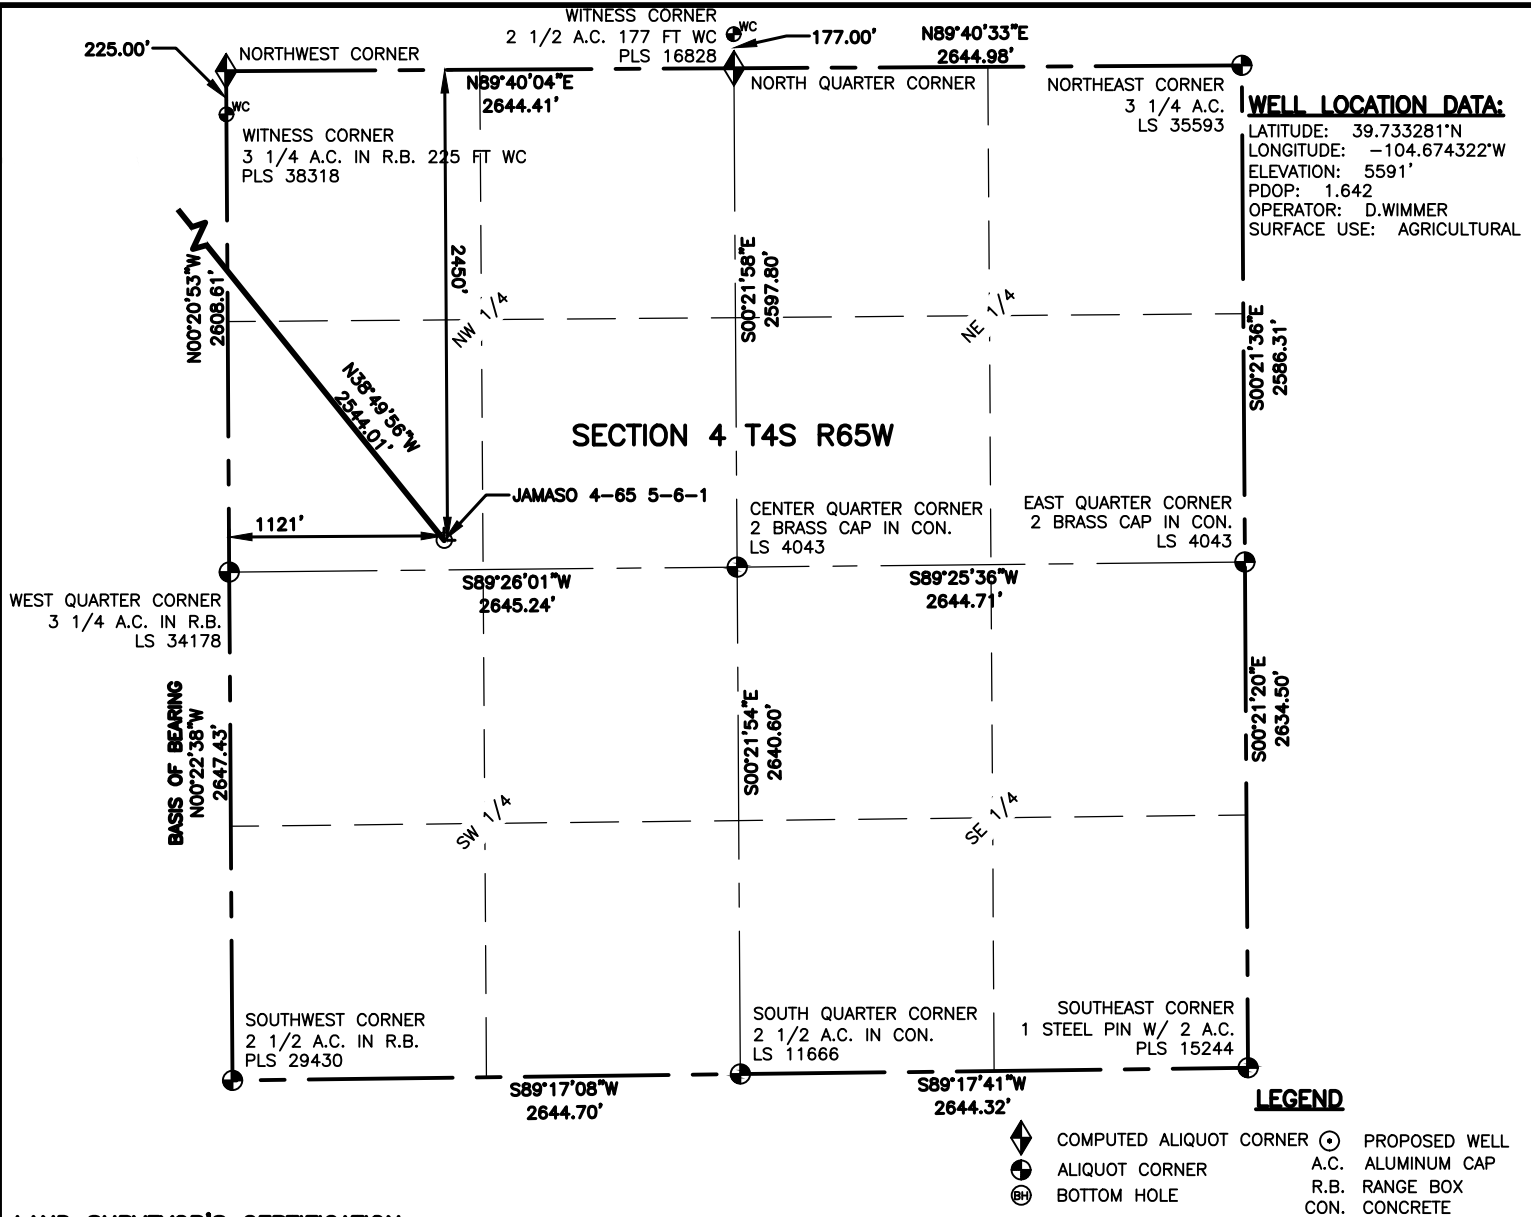 WITNESS CORNER
2 1/2 A.C. 177 FT WC
PLS 16828
WC
177.00'
N89°40'33"E
2644.98'
225.00'
NORTHWEST CORNER
N89°40'04"E
2644.41'
NORTH QUARTER CORNER
NORTHEAST CORNER
3 1/4 A.C.
LS 35593
WELL LOCATION DATA:
LATITUDE: 39.733281°N
LONGITUDE: -104.674322°W
ELEVATION: 5591'
PDOP: 1.642
OPERATOR: D.WIMMER
SURFACE USE: AGRICULTURAL
WC
WITNESS CORNER
3 1/4 A.C. IN R.B. 225 FT WC
PLS 38318
N00°20'53"W
2608.61'
2450'
NW 1/4
S00°21'58"E
2597.80'
NE 1/4
S00°21'36"E
2586.31'
N38°49'56"W
2544.01'
SECTION 4 T4S R65W
JAMASO 4-65 5-6-1
1121'
CENTER QUARTER CORNER
2 BRASS CAP IN CON.
LS 4043
EAST QUARTER CORNER
2 BRASS CAP IN CON.
LS 4043
S89°26'01"W
2645.24'
S89°25'36"W
2644.71'
WEST QUARTER CORNER
3 1/4 A.C. IN R.B.
LS 34178
BASIS OF BEARING
N00°22'38"W
2647.43'
S00°21'54"E
2640.60'
S00°21'20"E
2634.50'
SW 1/4
SE 1/4
SOUTHWEST CORNER
2 1/2 A.C. IN R.B.
PLS 29430
SOUTH QUARTER CORNER
2 1/2 A.C. IN CON.
LS 11666
SOUTHEAST CORNER
1 STEEL PIN W/ 2 A.C.
PLS 15244
S89°17'08"W
2644.70'
S89°17'41"W
2644.32'
LEGEND
COMPUTED ALIQUOT CORNER
ALIQUOT CORNER
BH BOTTOM HOLE
PROPOSED WELL
A.C. ALUMINUM CAP
R.B. RANGE BOX
CON. CONCRETE
LAND SURVEYOR'S CERTIFICATION